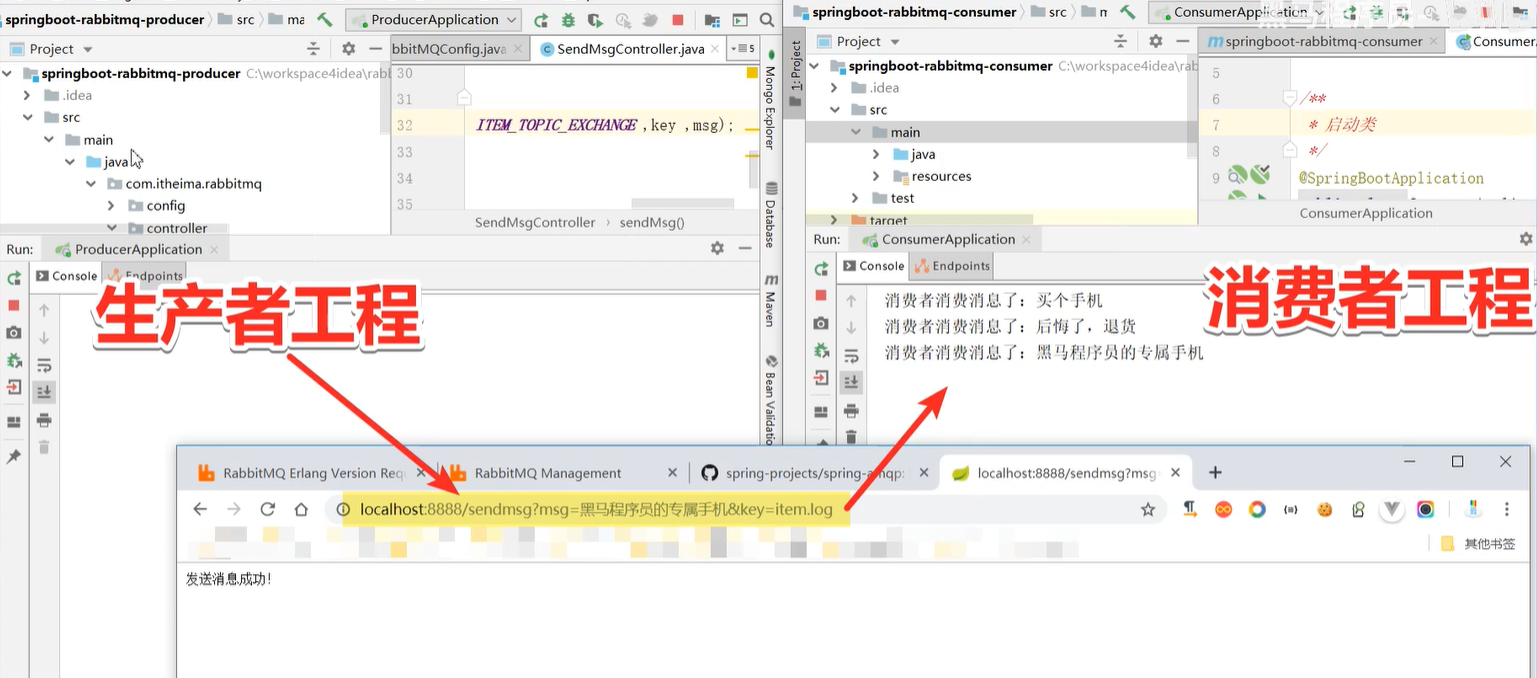 springboot-rabbitmq-producer src ma ProducerApplication
Project
bbitMQConfig.java SendMsgController.java 5
springboot-rabbitmq-producer C:\workspace4idea\rabl
.idea
src
main
java
com.itheima.rabbitmq
config
controller
30
31
32 ITEM_TOPIC_EXCHANGE ,key ,msg);
33
34
35
SendMsgController › sendMsg()
Mongo Explorer
Database
Maven
Bean Validatio
Run: ProducerApplication
Console Endpoints
生产者工程
springboot-rabbitmq-consumer src m ConsumerApplication
1: Project
Project
springboot-rabbitmq-consumer Consumer
springboot-rabbitmq-consumer C:\workspace4idea\rab
.idea
src
main
java
resources
test
target
5
6 /**
7 * 启动类
8 */
9 @SpringBootApplication
ConsumerApplication
Run: ConsumerApplication
Console Endpoints
消费者工程
消费者消费消息了：买个手机
消费者消费消息了：后悔了，退货
消费者消费消息了：黑马程序员的专属手机
RabbitMQ Erlang Version Req RabbitMQ Management spring-projects/spring-amqp: localhost:8888/sendmsg?msg=
localhost:8888/sendmsg?msg=黑马程序员的专属手机&key=item.log
其他书签
发送消息成功！